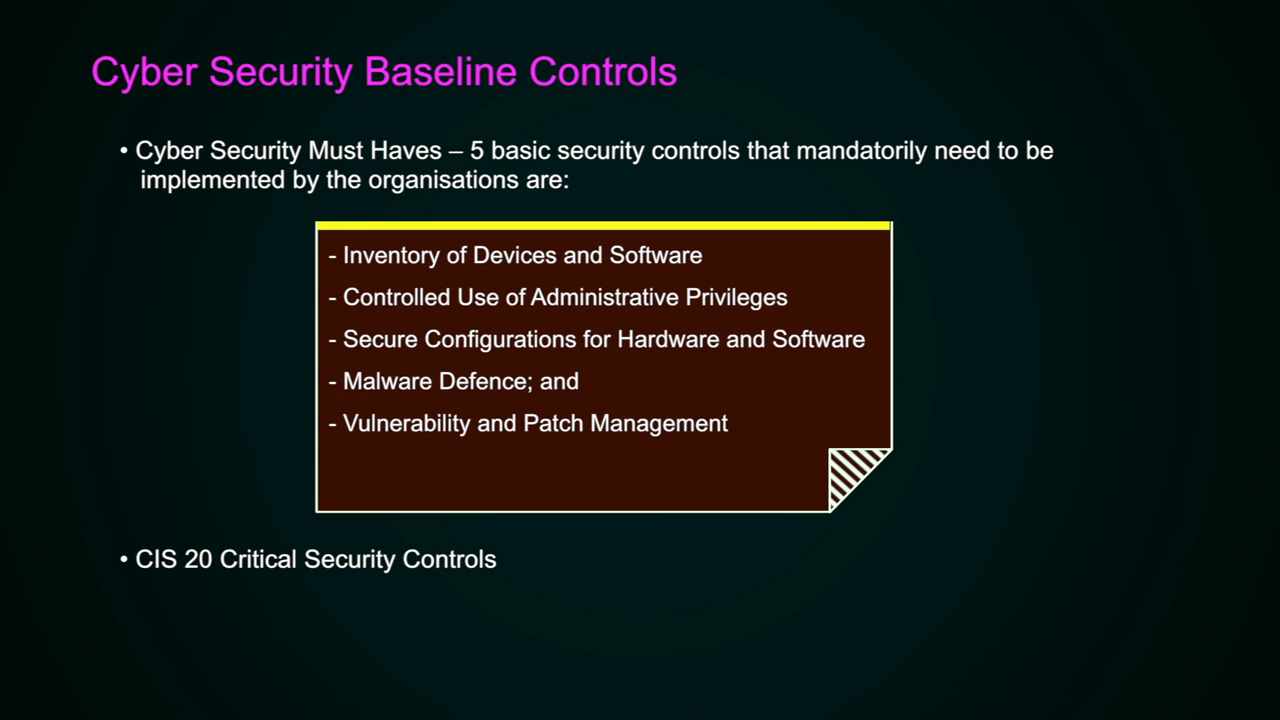 Cyber Security Baseline Controls
• Cyber Security Must Haves – 5 basic security controls that mandatorily need to be
implemented by the organisations are:
- Inventory of Devices and Software
- Controlled Use of Administrative Privileges
- Secure Configurations for Hardware and Software
- Malware Defence; and
- Vulnerability and Patch Management
• CIS 20 Critical Security Controls